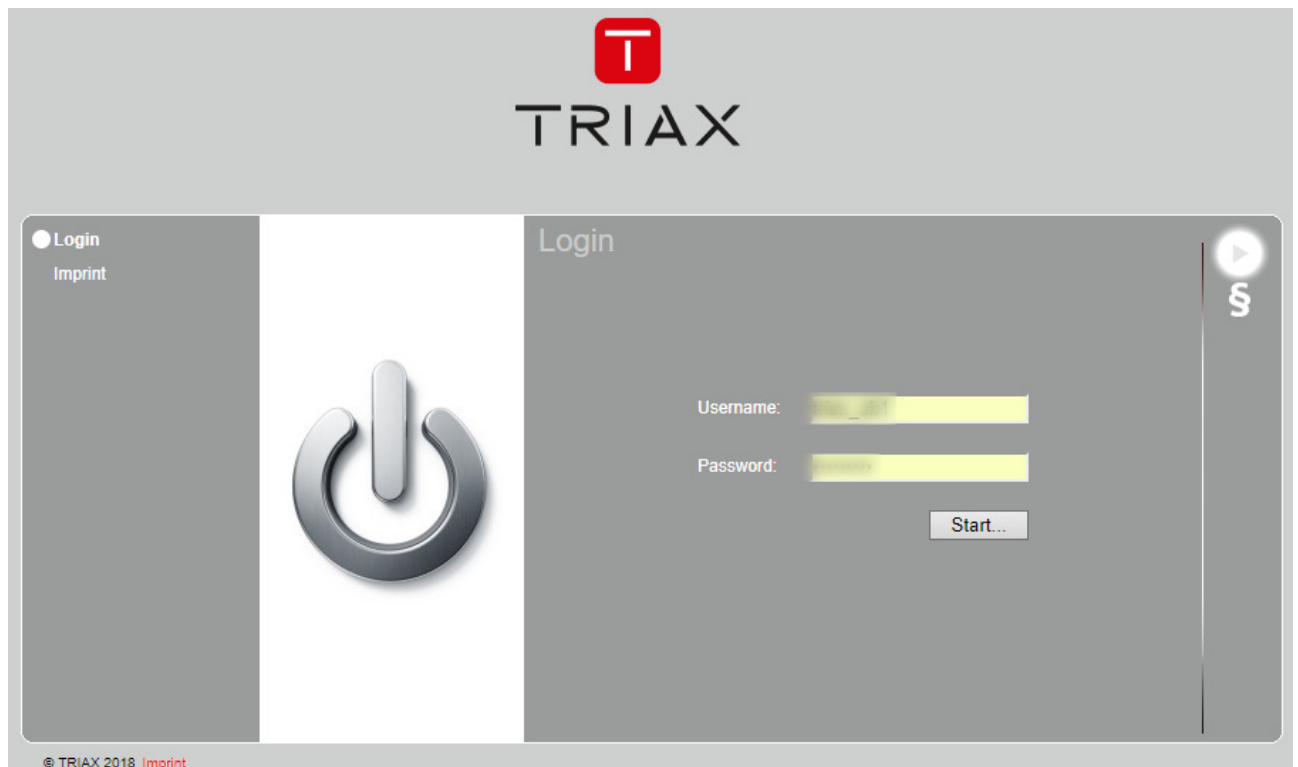 T
TRIAX
Login
Imprint
Login
§
Username:
Password:
Start...
© TRIAX 2018 Imprint